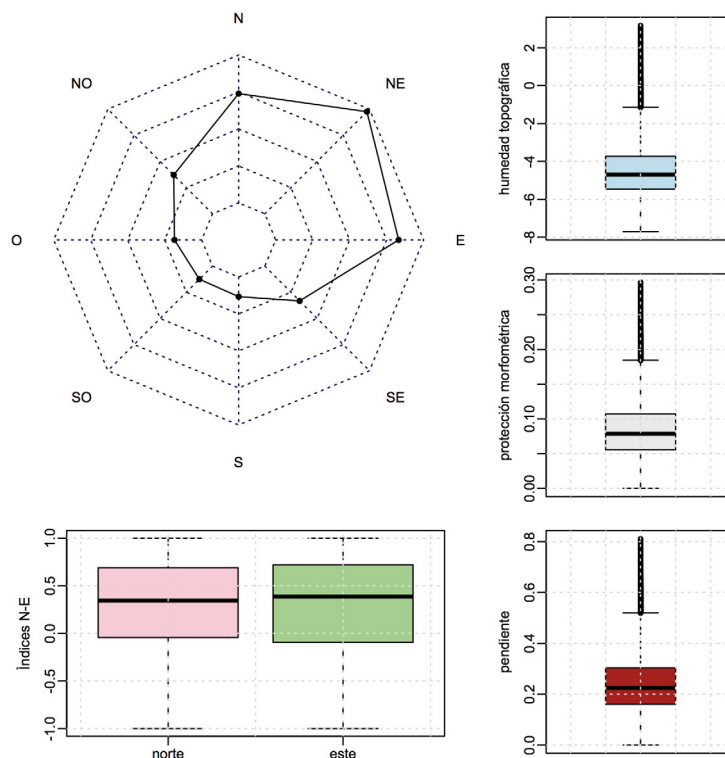 N
NE
E
SE
S
SO
O
NO
humedad topográfica
2
0
-2
-4
-6
-8
protección morfométrica
0.30
0.20
0.10
0.00
Índices N-E
1.0
0.5
0.0
-0.5
-1.0
norte este
pendiente
0.8
0.6
0.4
0.2
0.0